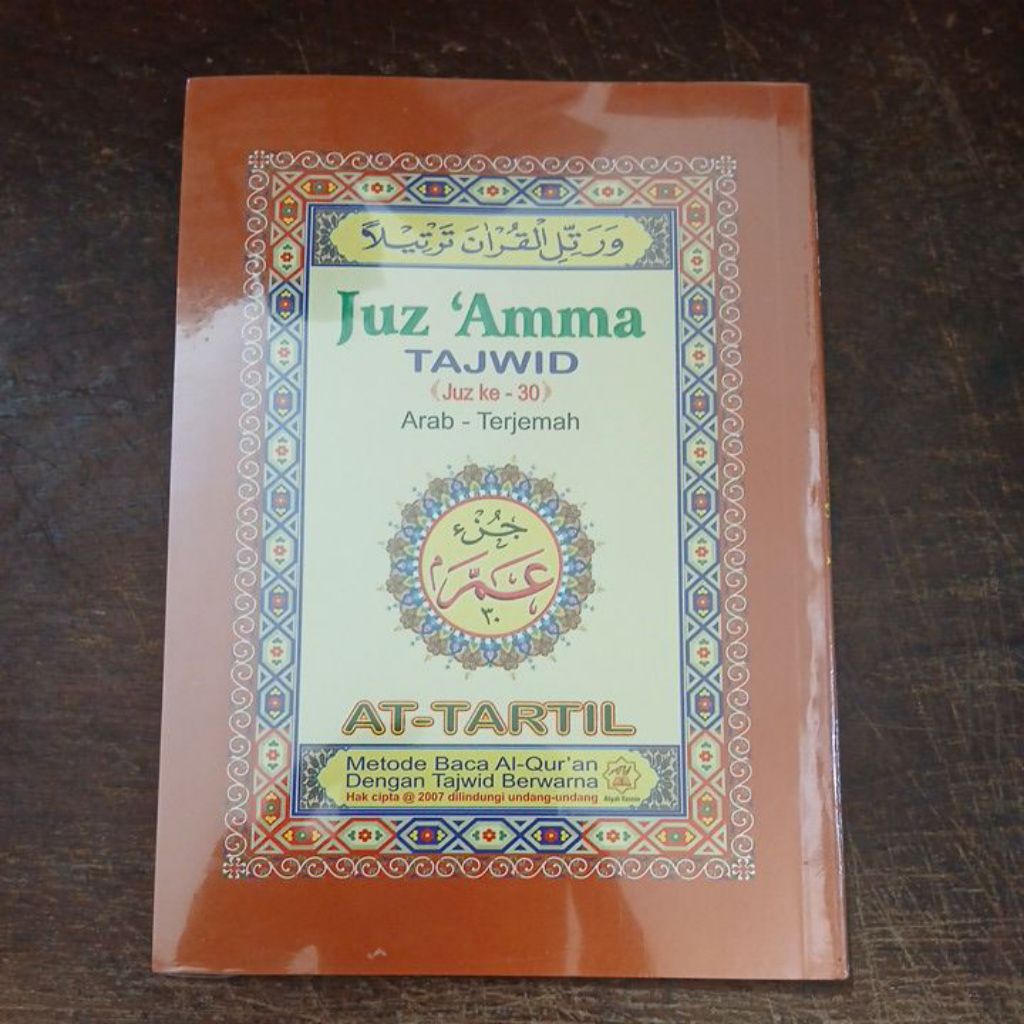 وَرَتِّلِ الْقُرْاٰنَ تَرْتِيْلًا
Juz ‘Amma
TAJWID
(Juz ke - 30)
Arab - Terjemah
جُزْء
عَمَّ
٣٠
AT-TARTIL
Metode Baca Al-Qur'an
Dengan Tajwid Berwarna
Hak cipta @ 2007 dilindungi undang-undang